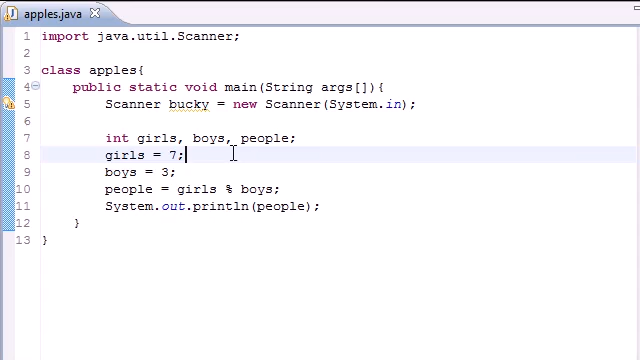 apples.java
1 import java.util.Scanner;
2
3 class apples{
4 public static void main(String args[]){
5 Scanner bucky = new Scanner(System.in);
6
7 int girls, boys, people;
8 girls = 7;
9 boys = 3;
10 people = girls % boys;
11 System.out.println(people);
12 }
13 }